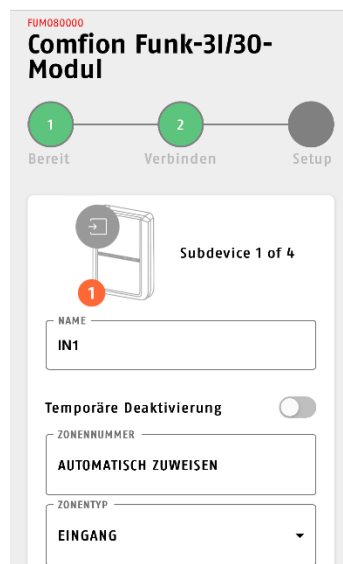 FUMO80000
Comfion Funk-3I/30-
Modul
1
2
Bereit
Verbinden
Setup
Subdevice 1 of 4
1
NAME
IN1
Temporäre Deaktivierung
ZONENNUMMER
AUTOMATISCH ZUWEISEN
ZONENTYP
EINGANG